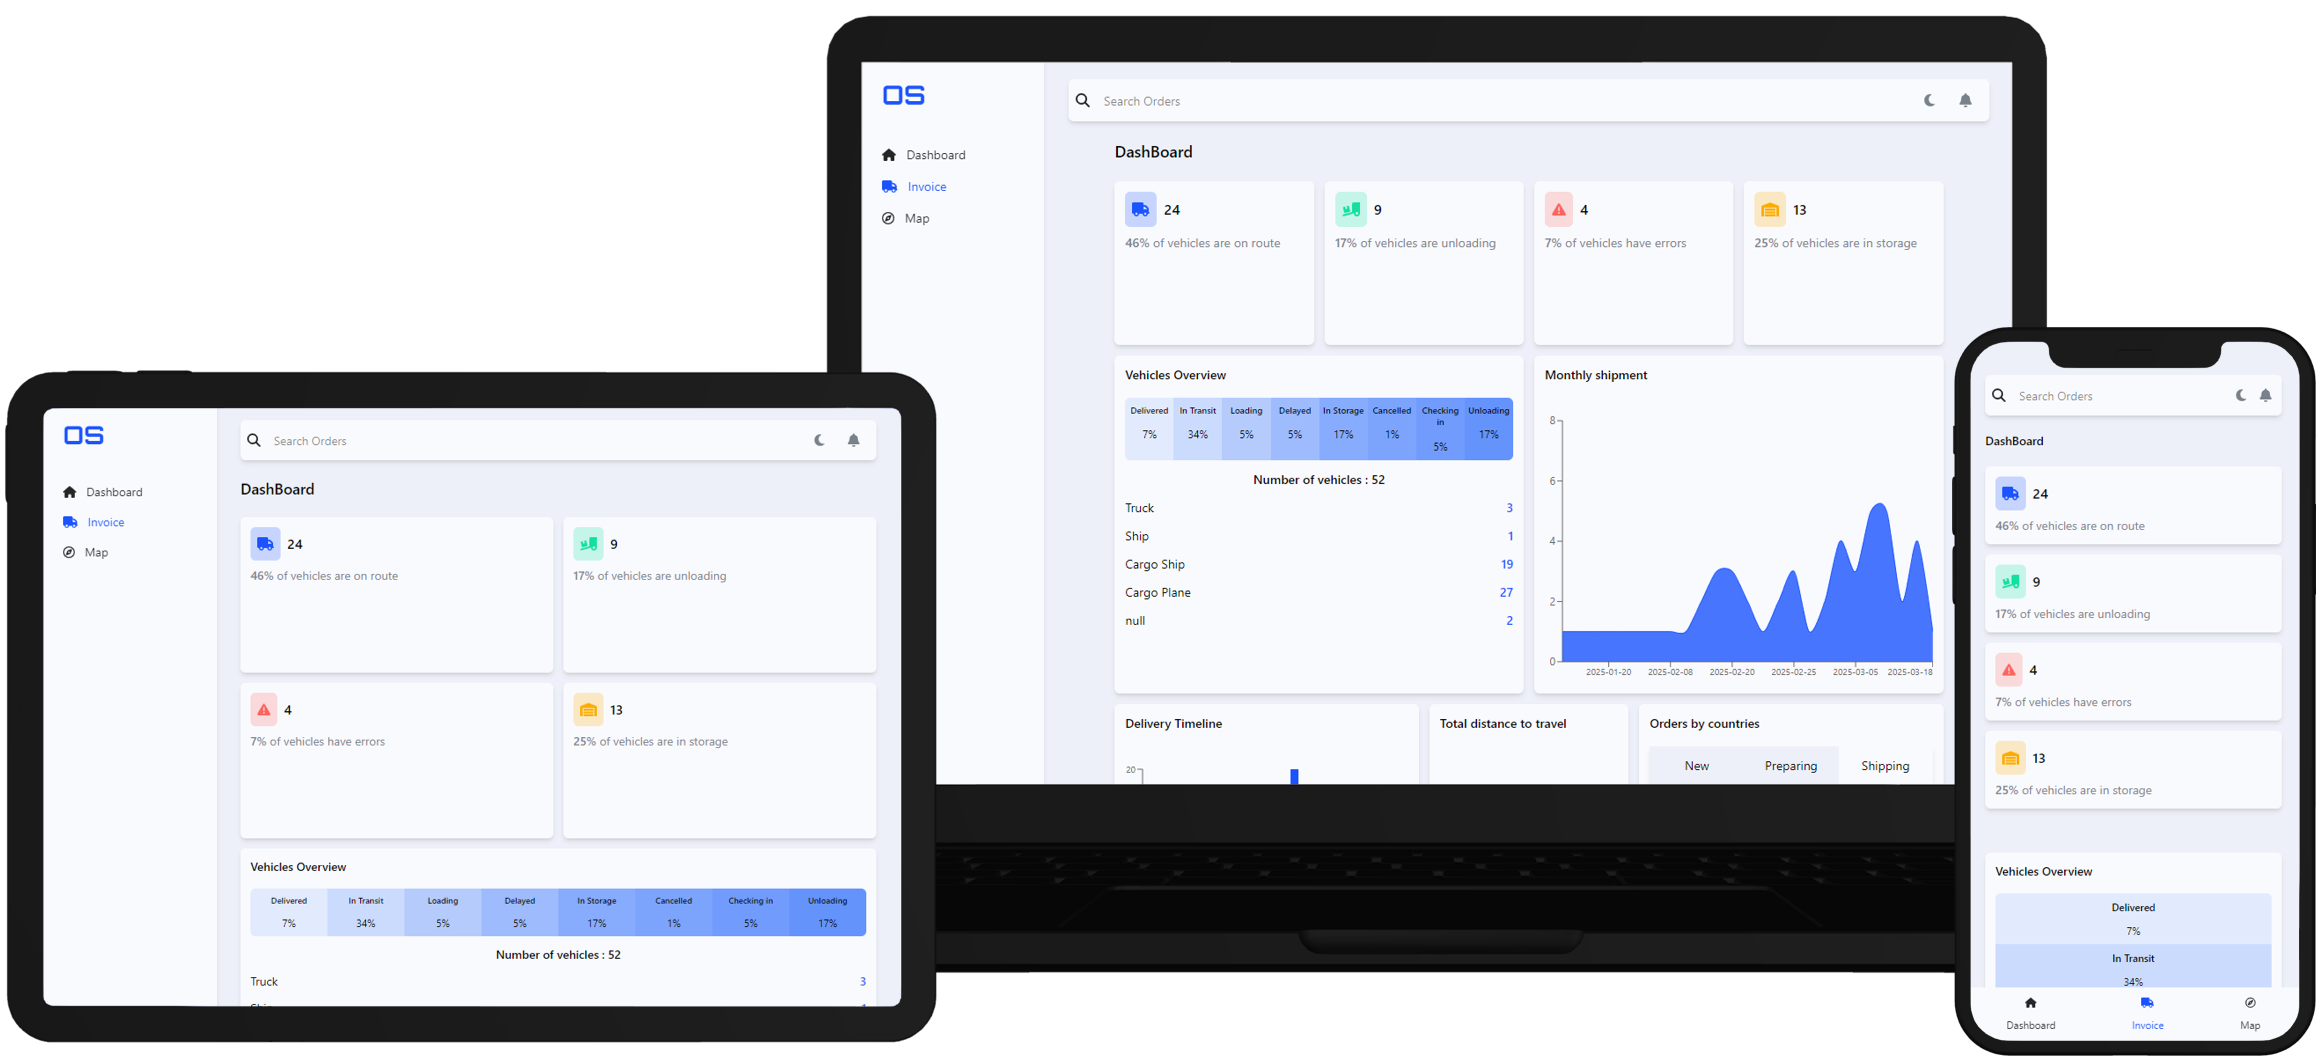 OS
Search Orders
Dashboard
Invoice
Map
DashBoard
24
46% of vehicles are on route
9
17% of vehicles are unloading
4
7% of vehicles have errors
13
25% of vehicles are in storage
Vehicles Overview
Delivered In Transit Loading Delayed In Storage Cancelled Checking in Unloading
7% 34% 5% 5% 17% 1% 5% 17%
Number of vehicles : 52
Truck 3
Ship 1
Cargo Ship 19
Cargo Plane 27
null 2
Monthly shipment
8
6
4
2
0
2025-01-20 2025-02-08 2025-02-20 2025-02-25 2025-03-05 2025-03-18
Delivery Timeline
20
Total distance to travel
Orders by countries
New Preparing Shipping
OS
Search Orders
Dashboard
Invoice
Map
DashBoard
24
46% of vehicles are on route
9
17% of vehicles are unloading
4
7% of vehicles have errors
13
25% of vehicles are in storage
Vehicles Overview
Delivered In Transit Loading Delayed In Storage Cancelled Checking in Unloading
7% 34% 5% 5% 17% 1% 5% 17%
Number of vehicles : 52
Truck 3
Search Orders
DashBoard
24
46% of vehicles are on route
9
17% of vehicles are unloading
4
7% of vehicles have errors
13
25% of vehicles are in storage
Vehicles Overview
Delivered
7%
In Transit
34%
Dashboard Invoice Map